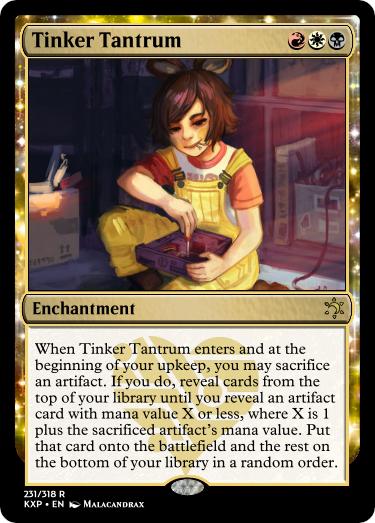 Tinker Tantrum
Enchantment
When Tinker Tantrum enters and at the
beginning of your upkeep, you may sacrifice
an artifact. If you do, reveal cards from the
top of your library until you reveal an artifact
card with mana value X or less, where X is 1
plus the sacrificed artifact's mana value. Put
that card onto the battlefield and the rest on
the bottom of your library in a random order.
231/318 R
KXP • EN Malacandrax